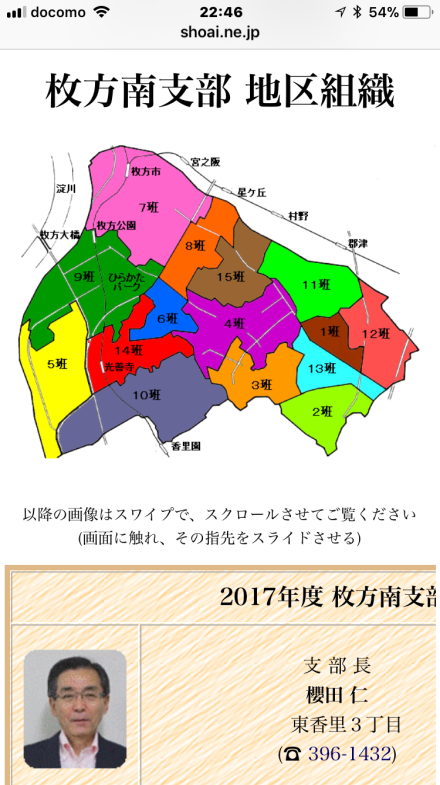 docomo 22:46 54%
shoai.ne.jp
枚方南支部 地区組織
宮之阪
枚方市
淀川
星ケ丘
7班
村野
枚方公園
枚方大橋
8班
郡津
9班
ひらかた
パーク
15班
11班
6班
4班
1班
12班
14班
5班
光善寺
13班
3班
10班
2班
香里園
以降の画像はスワイプで、スクロールさせてご覧ください
(画面に触れ、その指先をスライドさせる)
2017年度 枚方南支
支 部 長
櫻田 仁
東香里３丁目
(☎ 396-1432)